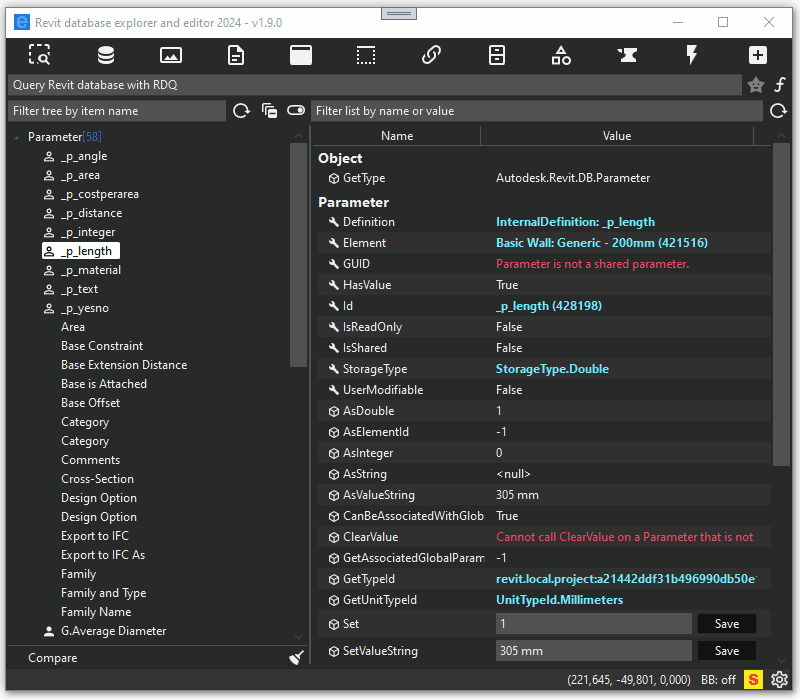 Revit database explorer and editor 2024 - v1.9.0
Query Revit database with RDQ
Filter tree by item name
Filter list by name or value
Parameter[58]
_p_angle
_p_area
_p_costperarea
_p_distance
_p_integer
_p_length
_p_material
_p_text
_p_yesno
Area
Base Constraint
Base Extension Distance
Base is Attached
Base Offset
Category
Category
Comments
Cross-Section
Design Option
Design Option
Export to IFC
Export to IFC As
Family
Family and Type
Family Name
G.Average Diameter
Compare
Name Value
Object
GetType Autodesk.Revit.DB.Parameter
Parameter
Definition InternalDefinition: _p_length
Element Basic Wall: Generic - 200mm (421516)
GUID Parameter is not a shared parameter.
HasValue True
Id _p_length (428198)
IsReadOnly False
IsShared False
StorageType StorageType.Double
UserModifiable False
AsDouble 1
AsElementId -1
AsInteger 0
AsString <null>
AsValueString 305 mm
CanBeAssociatedWithGlob True
ClearValue Cannot call ClearValue on a Parameter that is not
GetAssociatedGlobalParam -1
GetTypeId revit.local.project:a21442ddf31b496990db50e
GetUnitTypeId UnitTypeId.Millimeters
Set 1 Save
SetValueString 305 mm Save
(221,645, -49,801, 0,000) BB: off S